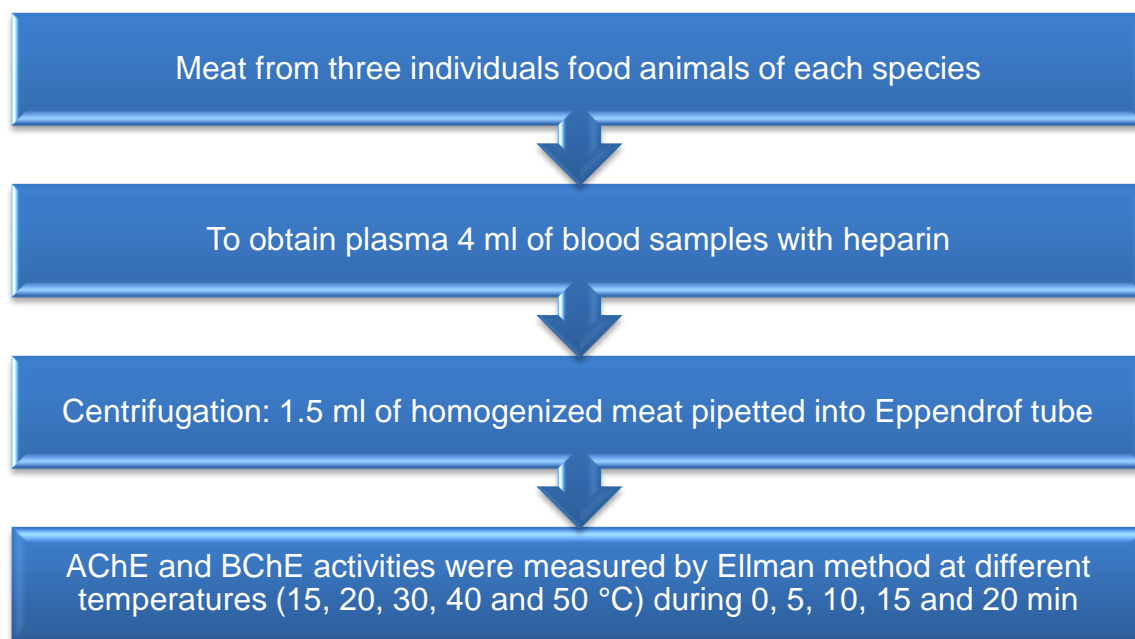 Meat from three individuals food animals of each species
To obtain plasma 4 ml of blood samples with heparin
Centrifugation: 1.5 ml of homogenized meat pipetted into Eppendrof tube
AChE and BChE activities were measured by Ellman method at different
temperatures (15, 20, 30, 40 and 50 °C) during 0, 5, 10, 15 and 20 min